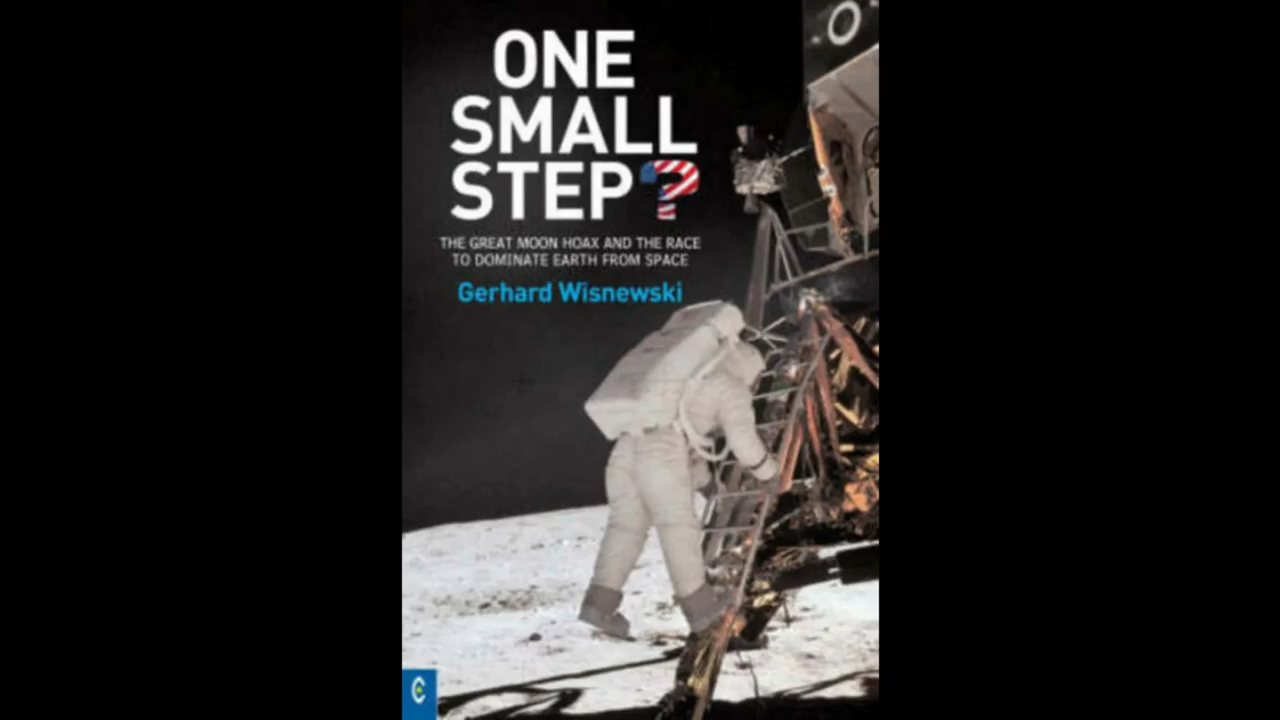 ONE
SMALL
STEP?
THE GREAT MOON HOAX AND THE RACE
TO DOMINATE EARTH FROM SPACE
Gerhard Wisnewski